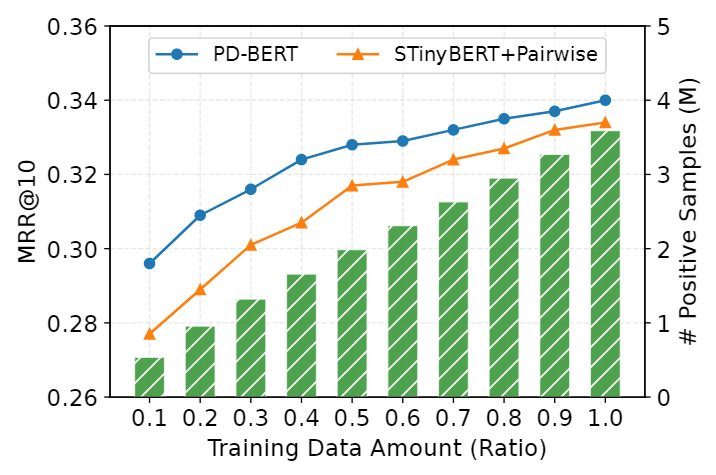 PD-BERT STinyBERT+Pairwise
MRR@10
0.36
0.34
0.32
0.30
0.28
0.26
5
4
3
2
1
0
# Positive Samples (M)
0.1 0.2 0.3 0.4 0.5 0.6 0.7 0.8 0.9 1.0
Training Data Amount (Ratio)